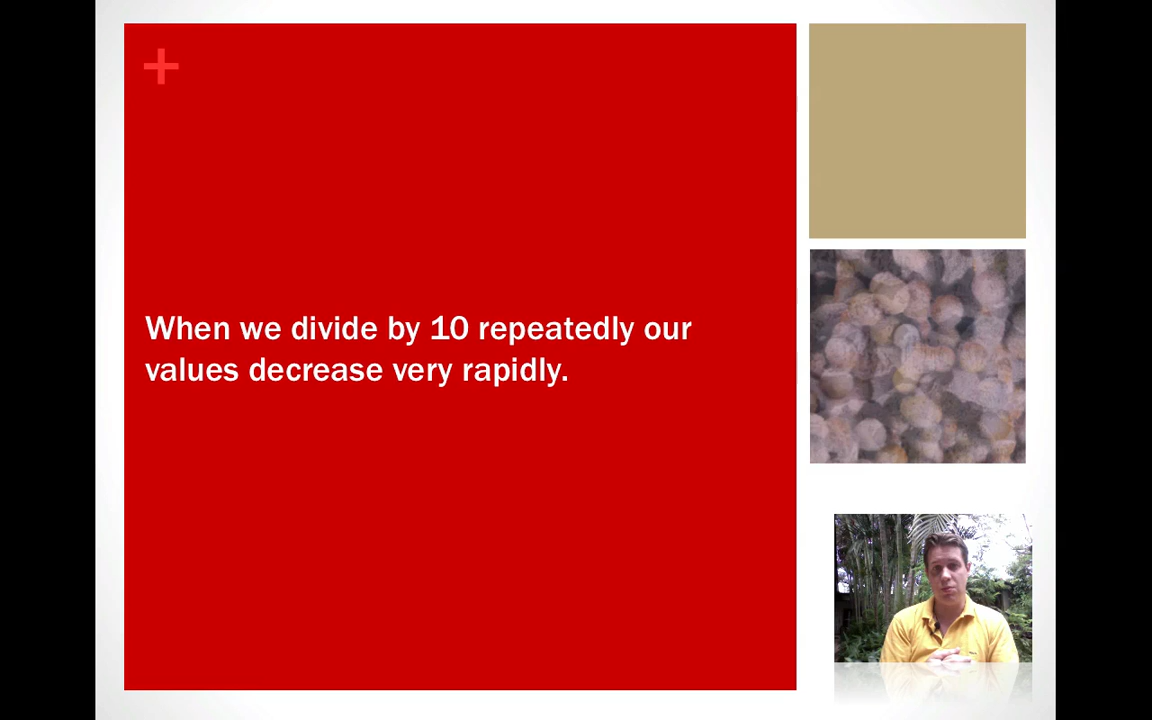 +
When we divide by 10 repeatedly our
values decrease very rapidly.